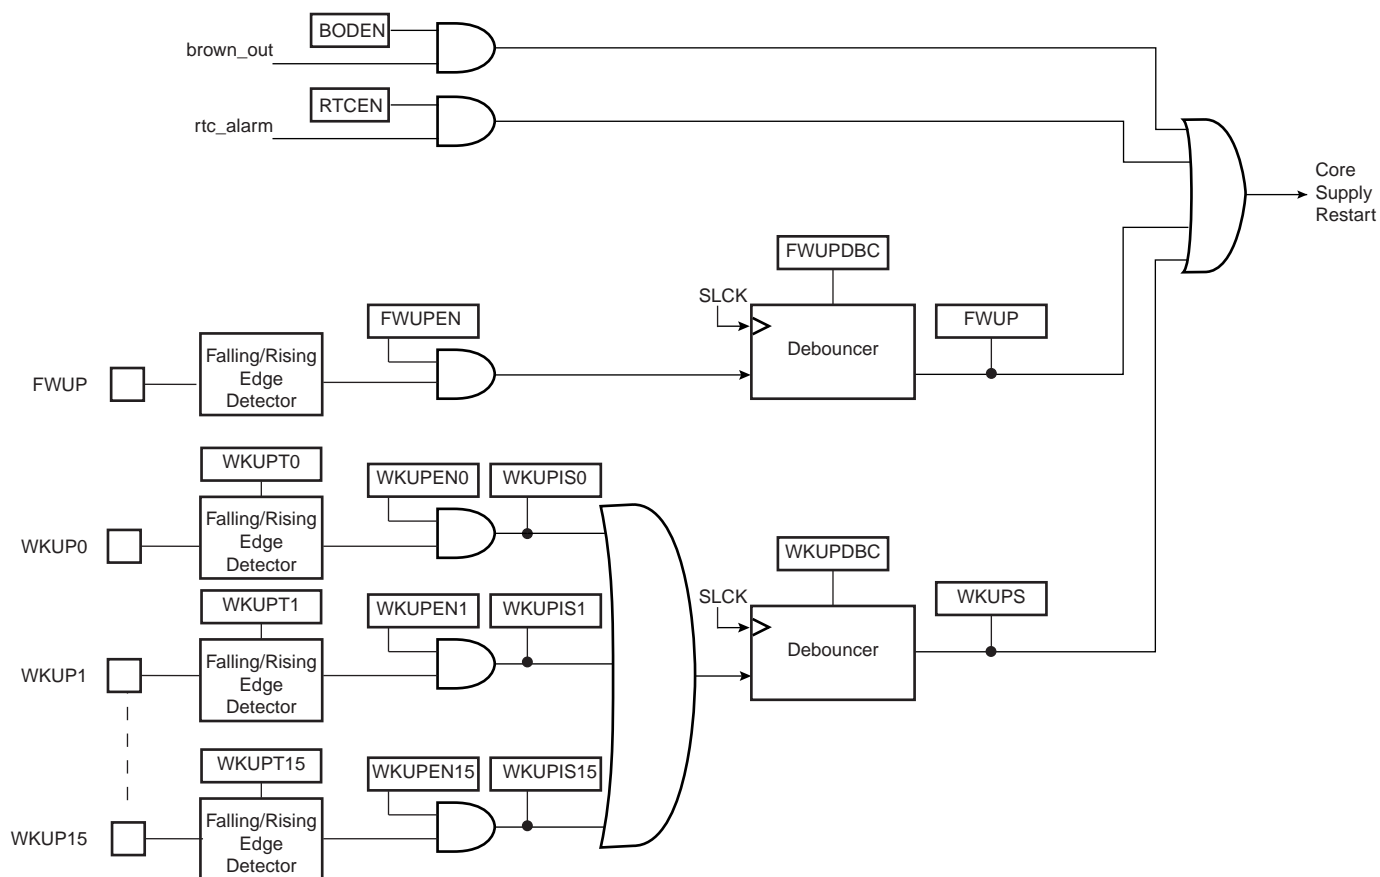 BODEN
brown_out
RTCEN
rtc_alarm
Core
Supply
Restart
FWUPDBC
SLCK
FWUPEN
FWUP
Falling/Rising
Edge
Detector
Debouncer
FWUP
WKUPT0
WKUPEN0
WKUPIS0
Falling/Rising
Edge
Detector
WKUP0
WKUPDBC
SLCK
WKUPS
Debouncer
WKUPT1
WKUPEN1
WKUPIS1
Falling/Rising
Edge
Detector
WKUP1
WKUPT15
WKUPEN15
WKUPIS15
Falling/Rising
Edge
Detector
WKUP15